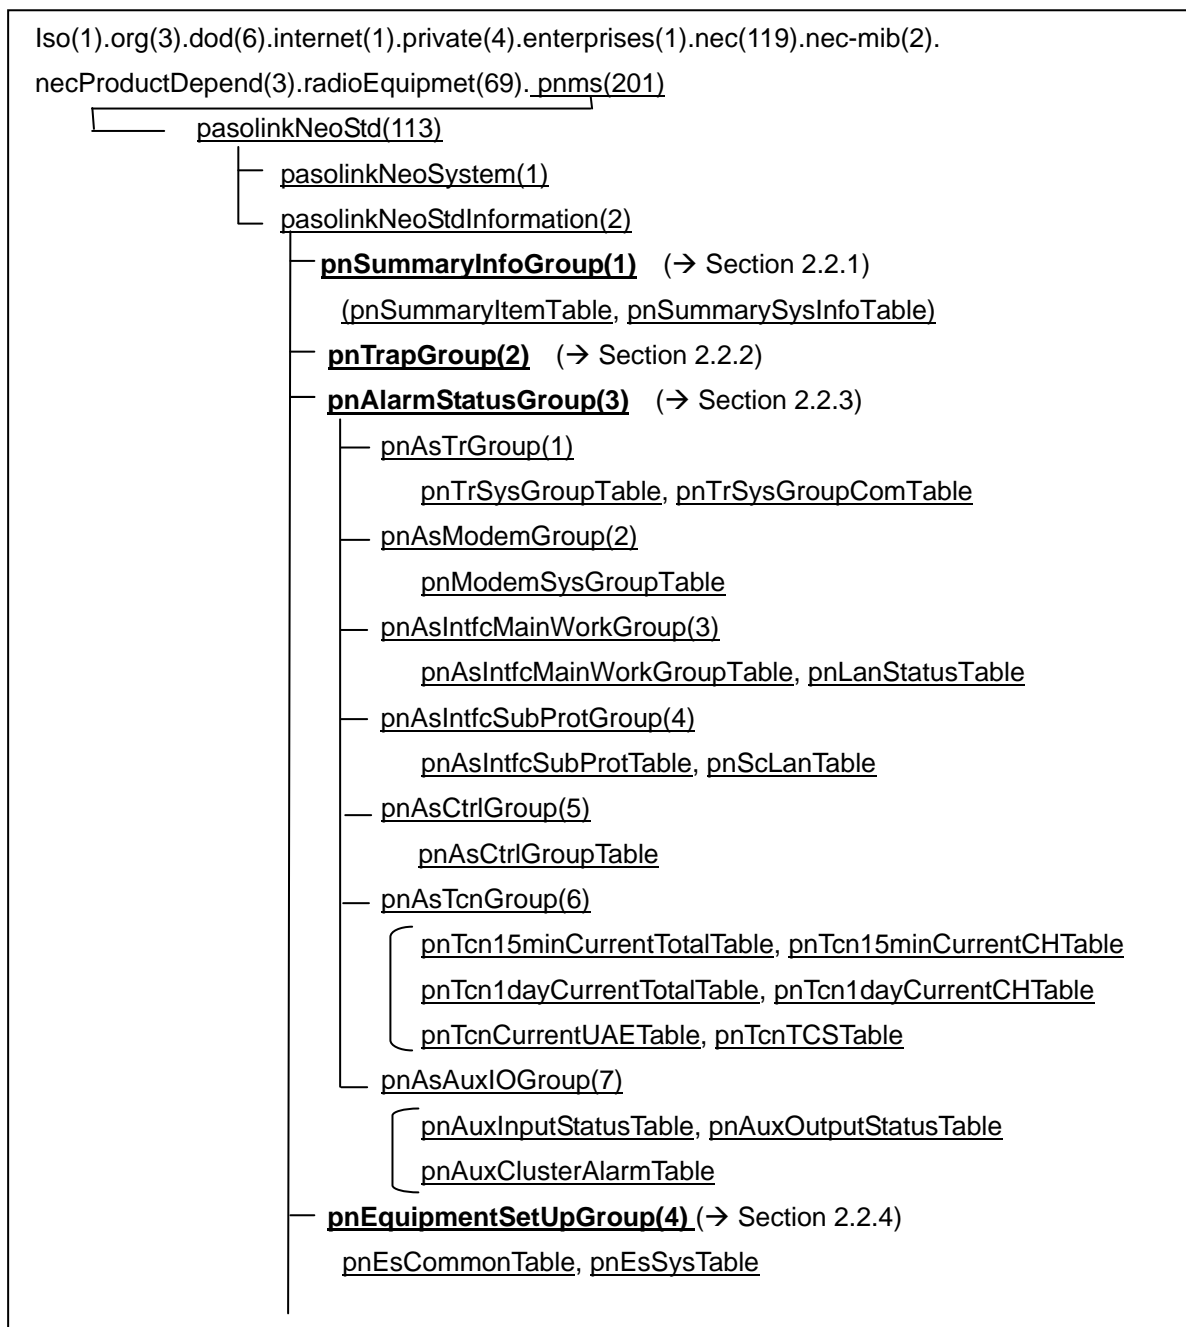 Iso(1).org(3).dod(6).internet(1).private(4).enterprises(1).nec(119).nec-mib(2).
necProductDepend(3).radioEquipmet(69). pnms(201)
pasolinkNeoStd(113)
pasolinkNeoSystem(1)
pasolinkNeoStdInformation(2)
pnSummaryInfoGroup(1) (→ Section 2.2.1)
(pnSummaryItemTable, pnSummarySysInfoTable)
pnTrapGroup(2) (→ Section 2.2.2)
pnAlarmStatusGroup(3) (→ Section 2.2.3)
pnAsTrGroup(1)
pnTrSysGroupTable, pnTrSysGroupComTable
pnAsModemGroup(2)
pnModemSysGroupTable
pnAsIntfcMainWorkGroup(3)
pnAsIntfcMainWorkGroupTable, pnLanStatusTable
pnAsIntfcSubProtGroup(4)
pnAsIntfcSubProtTable, pnScLanTable
pnAsCtrlGroup(5)
pnAsCtrlGroupTable
pnAsTcnGroup(6)
pnTcn15minCurrentTotalTable, pnTcn15minCurrentCHTable
pnTcn1dayCurrentTotalTable, pnTcn1dayCurrentCHTable
pnTcnCurrentUAETable, pnTcnTCSTable
pnAsAuxIOGroup(7)
pnAuxInputStatusTable, pnAuxOutputStatusTable
pnAuxClusterAlarmTable
pnEquipmentSetUpGroup(4) (→ Section 2.2.4)
pnEsCommonTable, pnEsSysTable